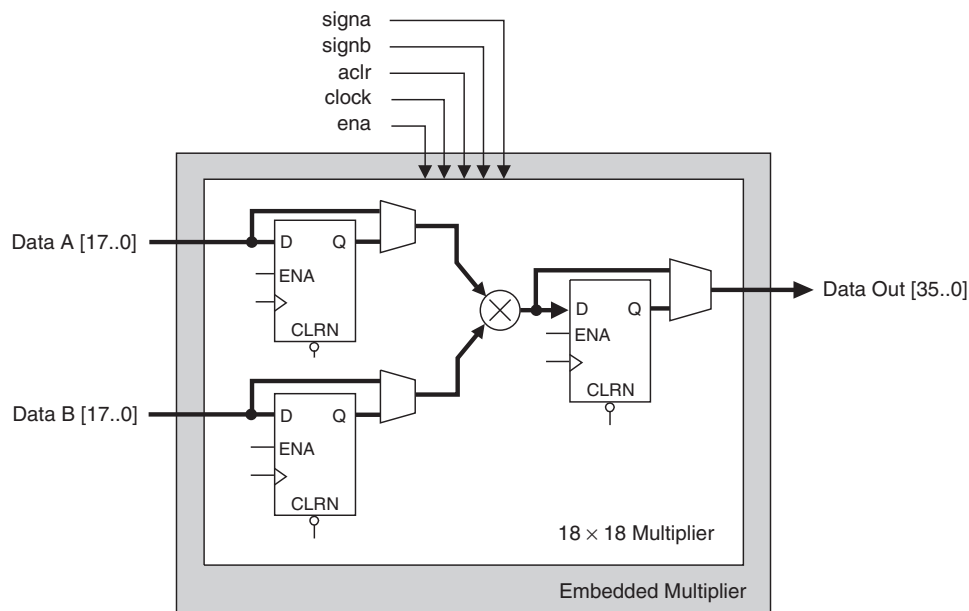 signa
signb
aclr
clock
ena
Data A [17..0]
D Q
ENA
CLRN
Data B [17..0]
D Q
ENA
CLRN
D Q
ENA
CLRN
Data Out [35..0]
18 × 18 Multiplier
Embedded Multiplier